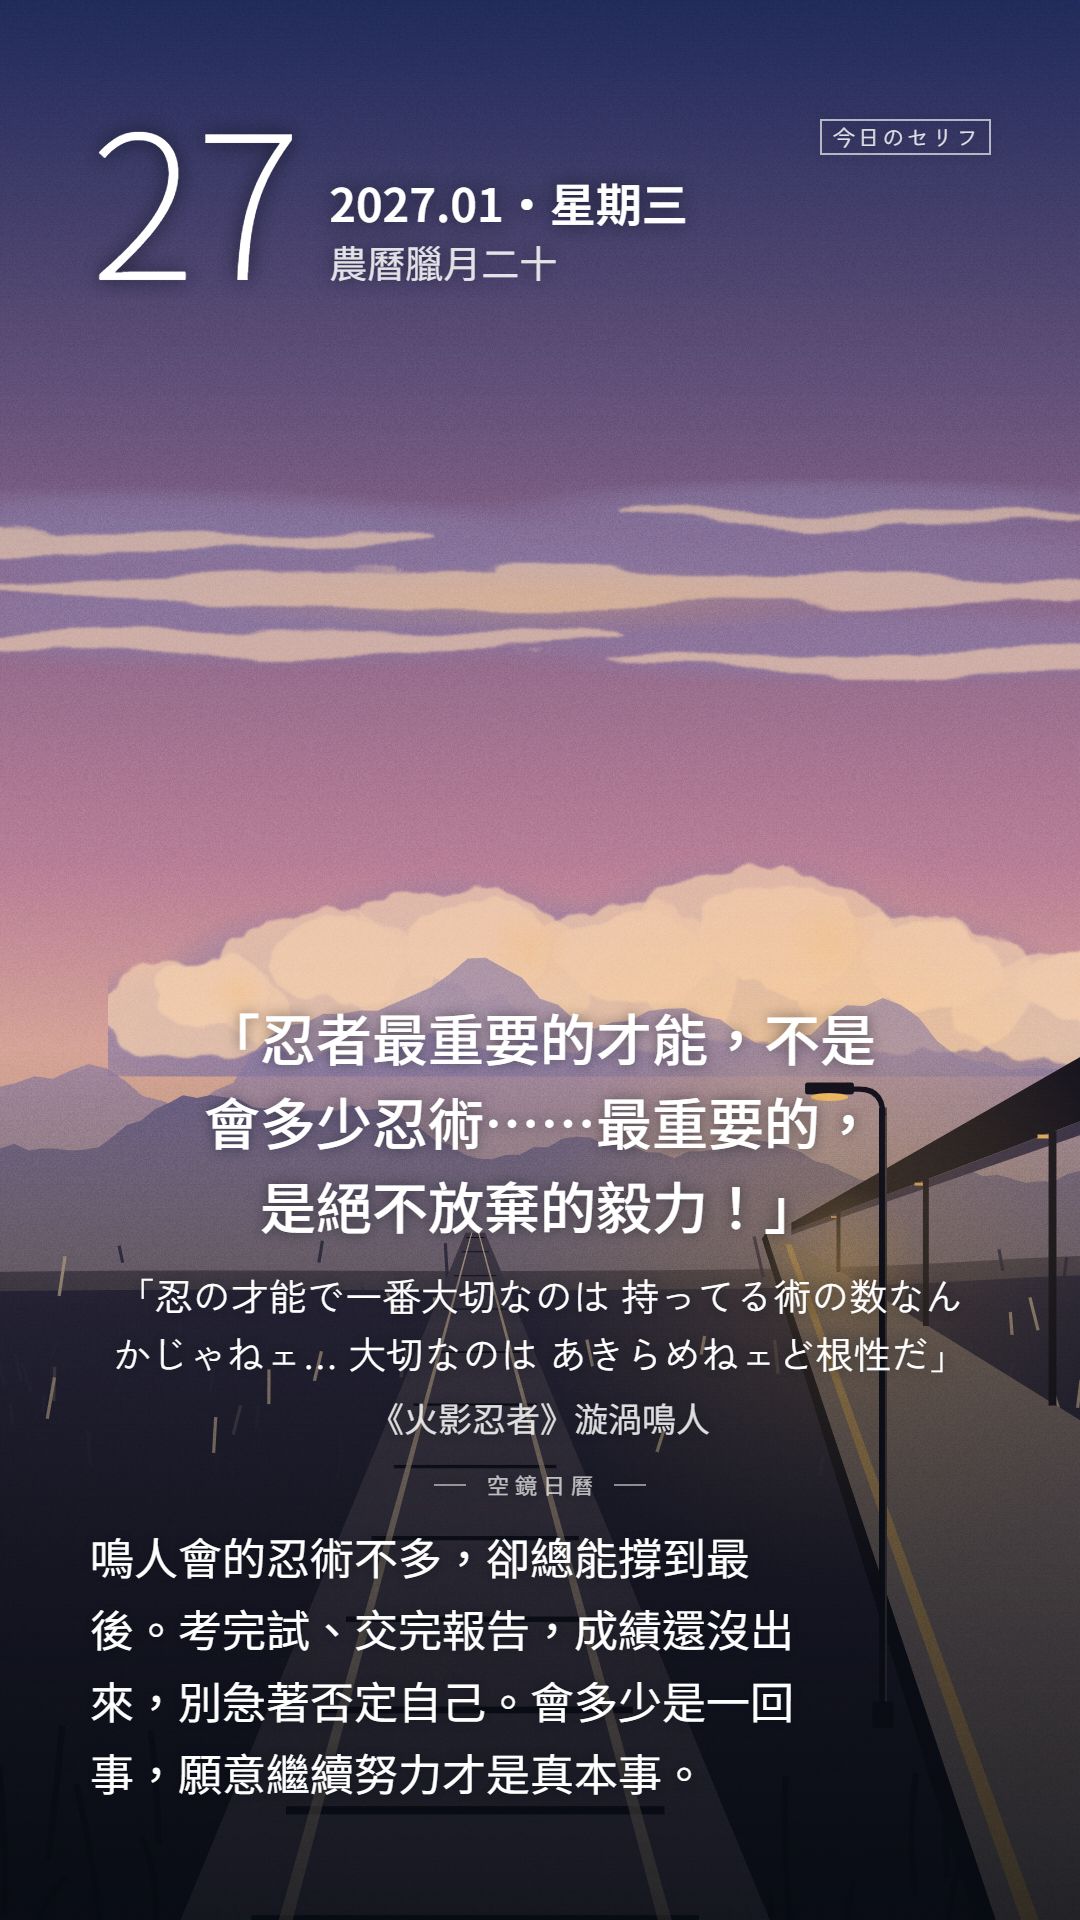 27
今日のセリフ
2027.01・星期三
農曆臘月二十
「忍者最重要的才能，不是
會多少忍術⋯⋯最重要的，
是絕不放棄的毅力！」
「忍の才能で一番大切なのは 持ってる術の数なん
かじゃねェ… 大切なのは あきらめねェど根性だ」
《火影忍者》漩渦鳴人
空鏡日曆
鳴人會的忍術不多，卻總能撐到最
後。考完試、交完報告，成績還沒出
來，別急著否定自己。會多少是一回
事，願意繼續努力才是真本事。